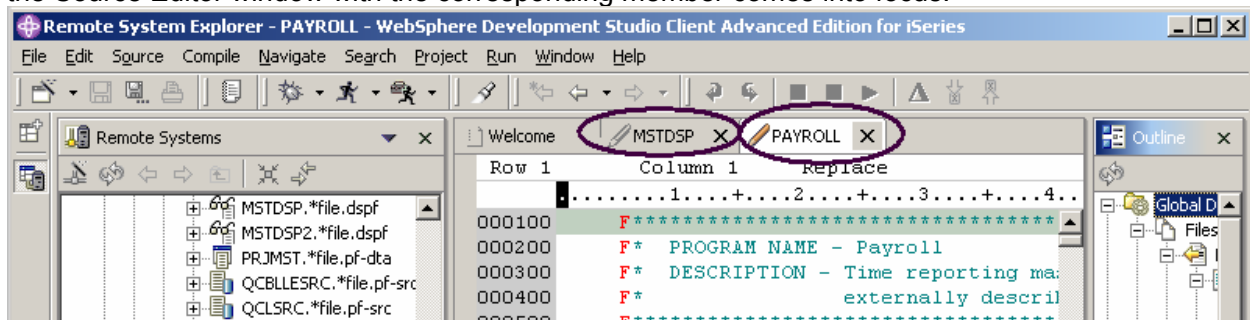 the Source Editor window with the corresponding member comes into focus.
Remote System Explorer - PAYROLL - WebSphere Development Studio Client Advanced Edition for iSeries
File Edit Source Compile Navigate Search Project Run Window Help
Remote Systems
Welcome MSTDSP PAYROLL
Outline
Row 1 Column 1 Replace
.........1....+....2....+....3....+....4..
MSTDSP.*file.dspf
MSTDSP2.*file.dspf
PRJMST.*file.pf-dta
QCBLLESRC.*file.pf-src
QCLSRC.*file.pf-src
000100 F**********************************
000200 F* PROGRAM NAME - Payroll
000300 F* DESCRIPTION - Time reporting
000400 F* externally
Global D
Files